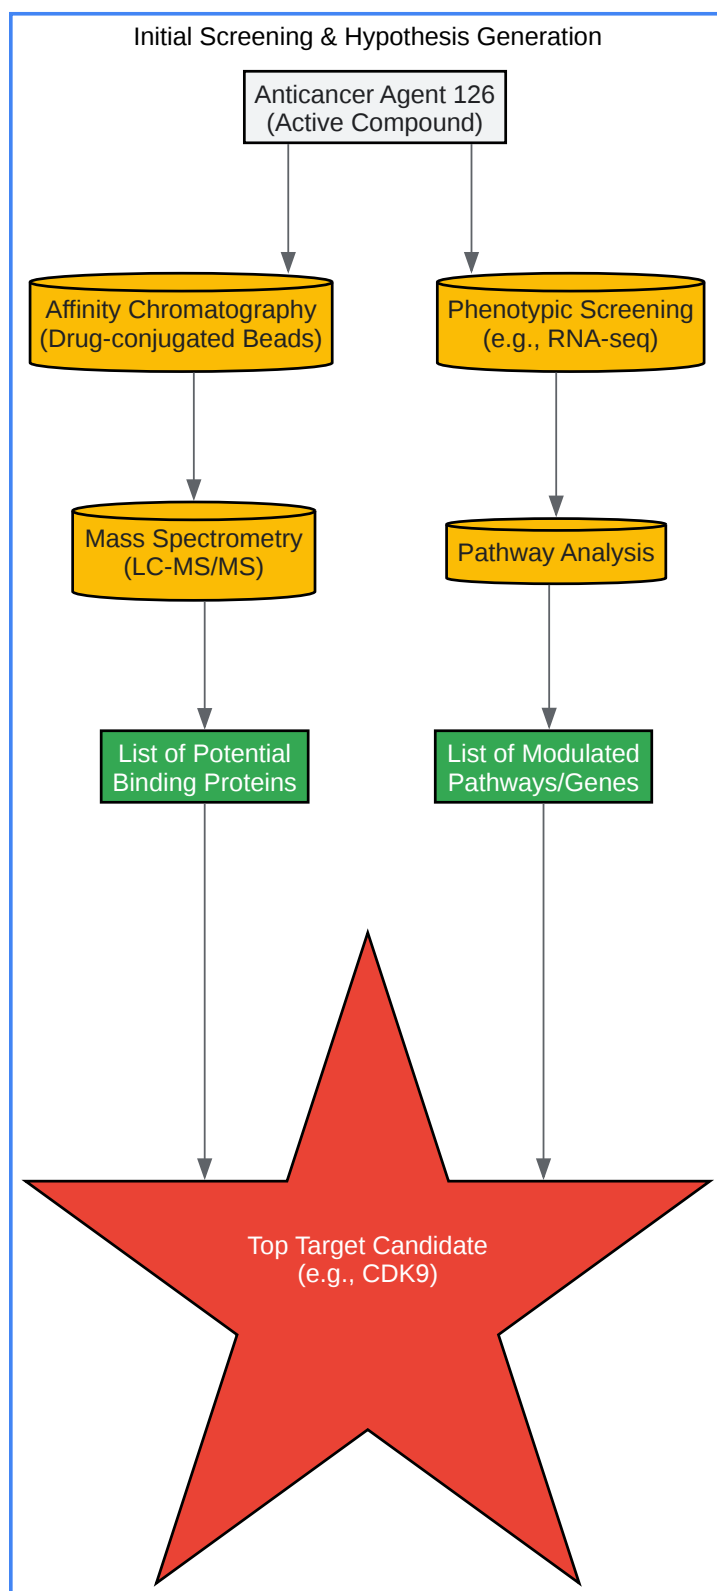 Initial Screening & Hypothesis Generation
Anticancer Agent 126
(Active Compound)
Affinity Chromatography
(Drug-conjugated Beads)
Phenotypic Screening
(e.g., RNA-seq)
Mass Spectrometry
(LC-MS/MS)
Pathway Analysis
List of Potential
Binding Proteins
List of Modulated
Pathways/Genes
Top Target Candidate
(e.g., CDK9)